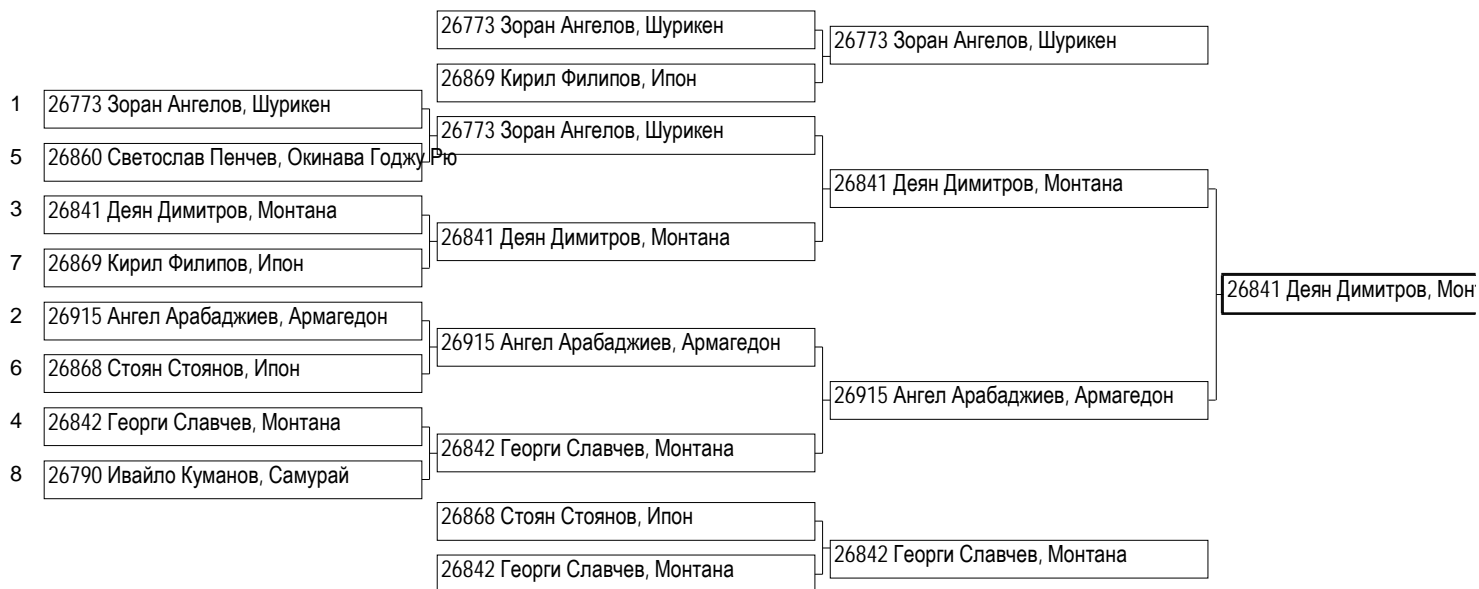 26773 Зоран Ангелов, Шурикен
26773 Зоран Ангелов, Шурикен
26869 Кирил Филипов, Ипон
1 26773 Зоран Ангелов, Шурикен
26773 Зоран Ангелов, Шурикен
5 26860 Светослав Пенчев, Окинава Годжу Рю
26841 Деян Димитров, Монтана
3 26841 Деян Димитров, Монтана
26841 Деян Димитров, Монтана
7 26869 Кирил Филипов, Ипон
26841 Деян Димитров, Мон
2 26915 Ангел Арабаджиев, Армагедон
26915 Ангел Арабаджиев, Армагедон
6 26868 Стоян Стоянов, Ипон
26915 Ангел Арабаджиев, Армагедон
4 26842 Георги Славчев, Монтана
26842 Георги Славчев, Монтана
8 26790 Ивайло Куманов, Самурай
26868 Стоян Стоянов, Ипон
26842 Георги Славчев, Монтана
26842 Георги Славчев, Монтана